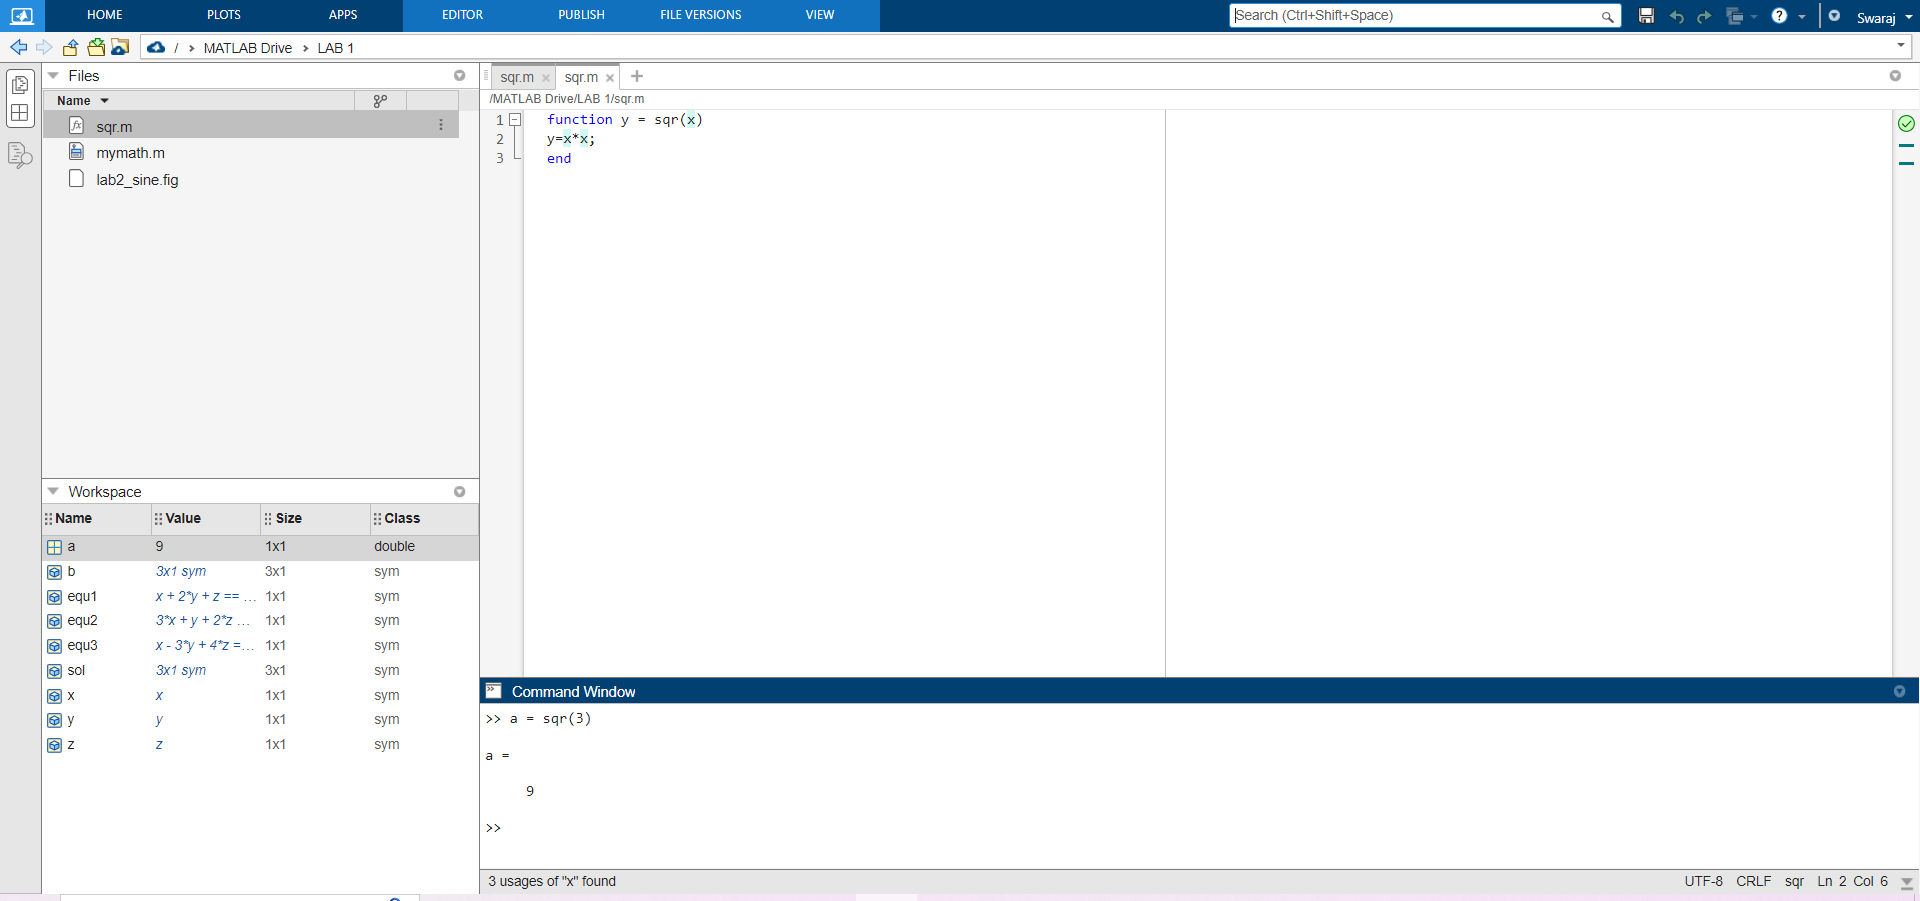 HOME PLOTS APPS EDITOR PUBLISH FILE VERSIONS VIEW Search (Ctrl+Shift+Space) Swaraj
/ › MATLAB Drive › LAB 1
Files
Name
sqr.m
mymath.m
lab2_sine.fig
Workspace
Name Value Size Class
a 9 1x1 double
b 3x1 sym 3x1 sym
equ1 x + 2*y + z == ... 1x1 sym
equ2 3*x + y + 2*z ... 1x1 sym
equ3 x - 3*y + 4*z =... 1x1 sym
sol 3x1 sym 3x1 sym
x x 1x1 sym
y y 1x1 sym
z z 1x1 sym
sqr.m × sqr.m × +
/MATLAB Drive/LAB 1/sqr.m
1 function y = sqr(x)
2 y=x*x;
3 end
Command Window
>> a = sqr(3)
a =
9
>>
3 usages of "x" found UTF-8 CRLF sqr Ln 2 Col 6